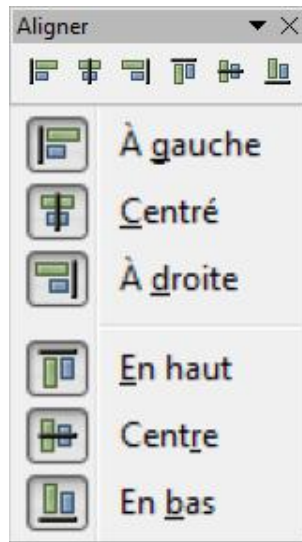 Aligner
À gauche
Centré
À droite
En haut
Centre
En bas